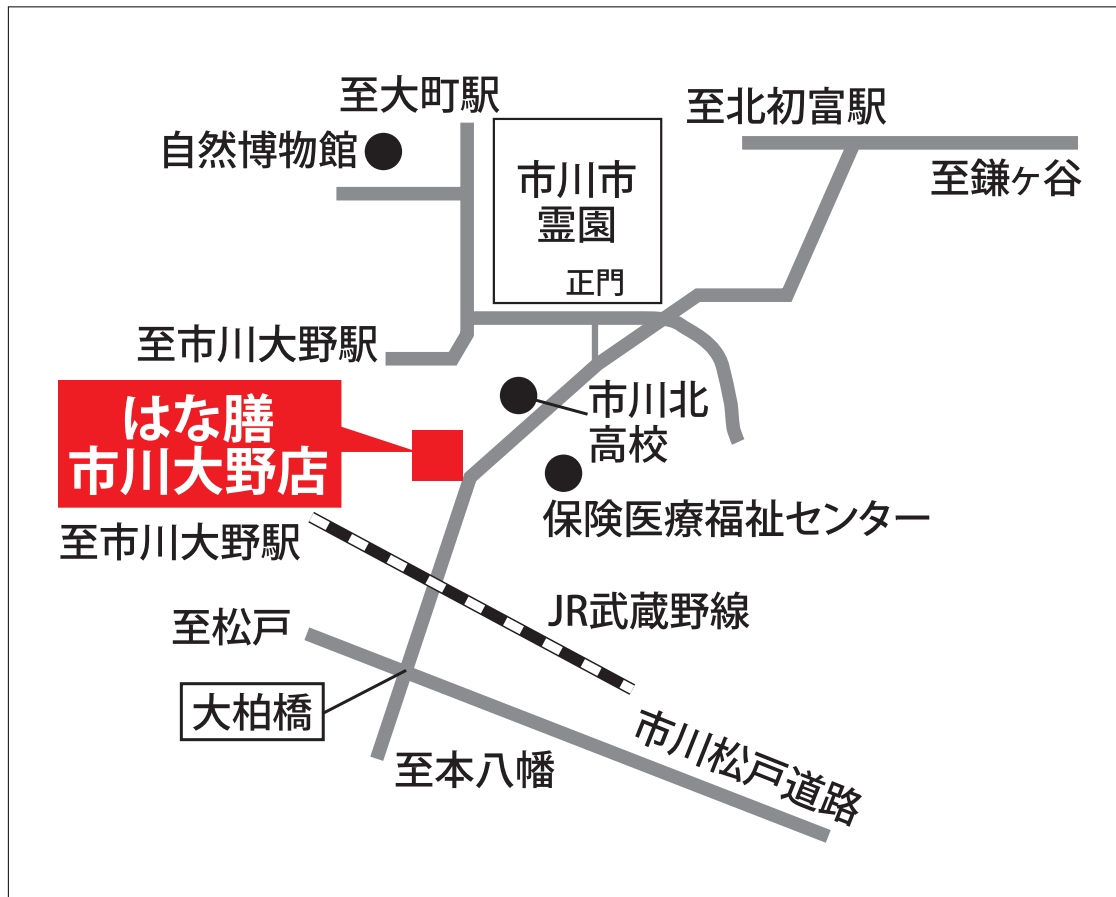 至大町駅
至北初富駅
自然博物館
市川市
霊園
至鎌ヶ谷
正門
至市川大野駅
はな膳
市川大野店
市川北
高校
保険医療福祉センター
至市川大野駅
JR武蔵野線
至松戸
大柏橋
市川松戸道路
至本八幡